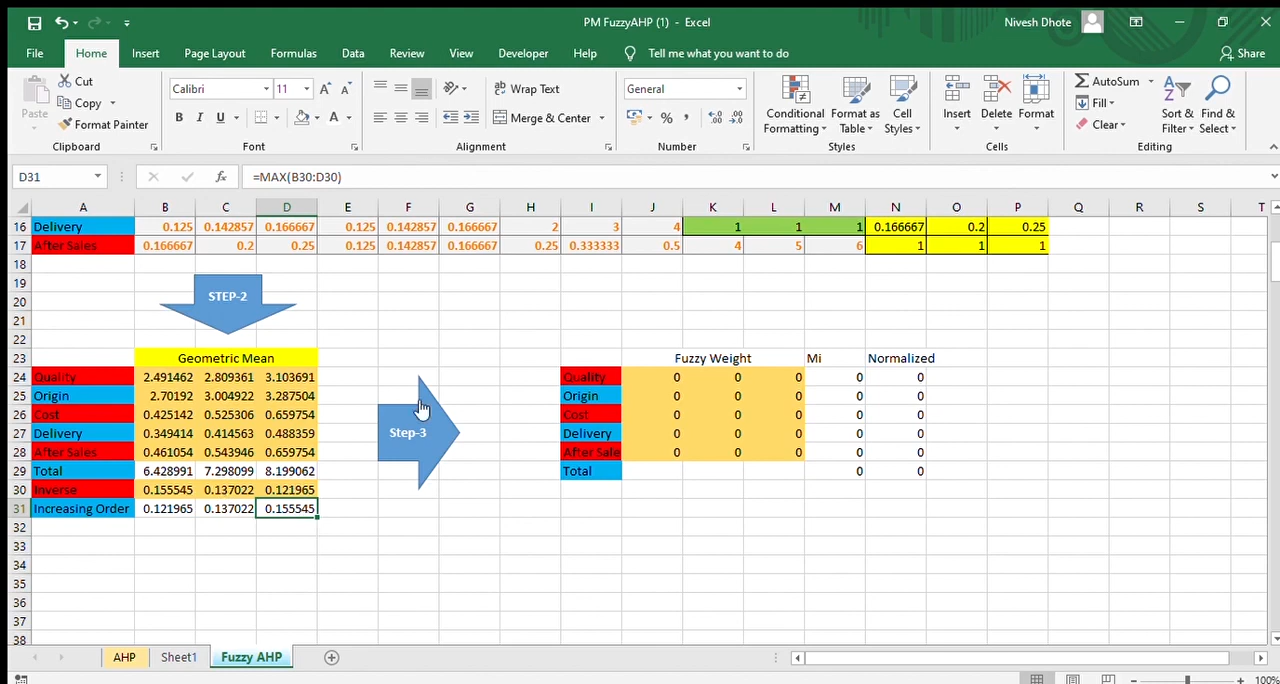 PM FuzzyAHP (1) - Excel
Nivesh Dhote
File Home Insert Page Layout Formulas Data Review View Developer Help Tell me what you want to do Share
Paste
Cut
Copy
Format Painter
Clipboard
Calibri 11
B I U
Font
Wrap Text
Merge & Center
Alignment
General
Number
Conditional Formatting
Format as Table
Cell Styles
Styles
Insert Delete Format
Cells
AutoSum
Fill
Clear
Sort & Filter
Find & Select
Editing
D31 fx =MAX(B30:D30)
A B C D E F G H I J K L M N O P Q R S T
16 Delivery 0.125 0.142857 0.166667 0.125 0.142857 0.166667 2 3 4 1 1 1 0.166667 0.2 0.25
17 After Sales 0.166667 0.2 0.25 0.125 0.142857 0.166667 0.25 0.333333 0.5 4 5 6 1 1 1
18
19
20 STEP-2
21
22
23 Geometric Mean Fuzzy Weight Mi Normalized
24 Quality 2.491462 2.809361 3.103691 Quality 0 0 0 0 0
25 Origin 2.70192 3.004922 3.287504 Origin 0 0 0 0 0
26 Cost 0.425142 0.525306 0.659754 Cost 0 0 0 0 0
27 Delivery 0.349414 0.414563 0.488359 Step-3 Delivery 0 0 0 0 0
28 After Sales 0.461054 0.543946 0.659754 After Sale 0 0 0 0 0
29 Total 6.428991 7.298099 8.199062 Total 0 0
30 Inverse 0.155545 0.137022 0.121965
31 Increasing Order 0.121965 0.137022 0.155545
32
33
34
35
36
37
38
AHP Sheet1 Fuzzy AHP
100%